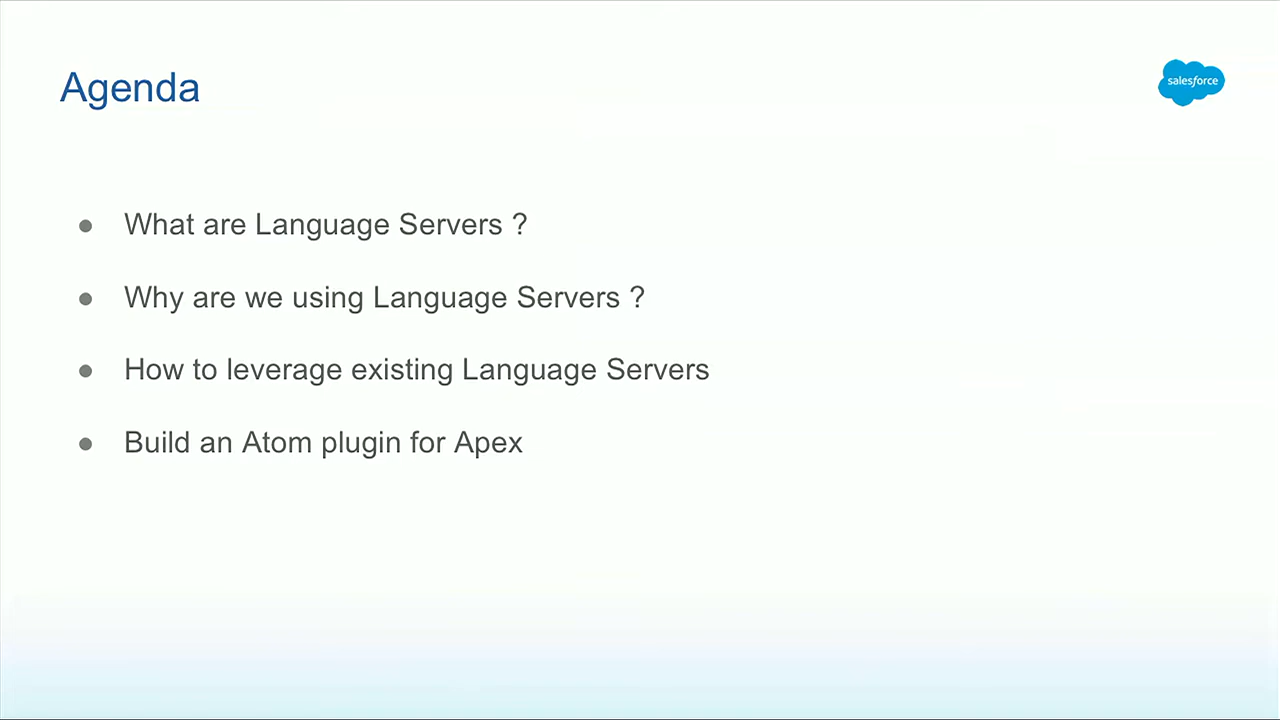 Agenda
salesforce
● What are Language Servers ?
● Why are we using Language Servers ?
● How to leverage existing Language Servers
● Build an Atom plugin for Apex